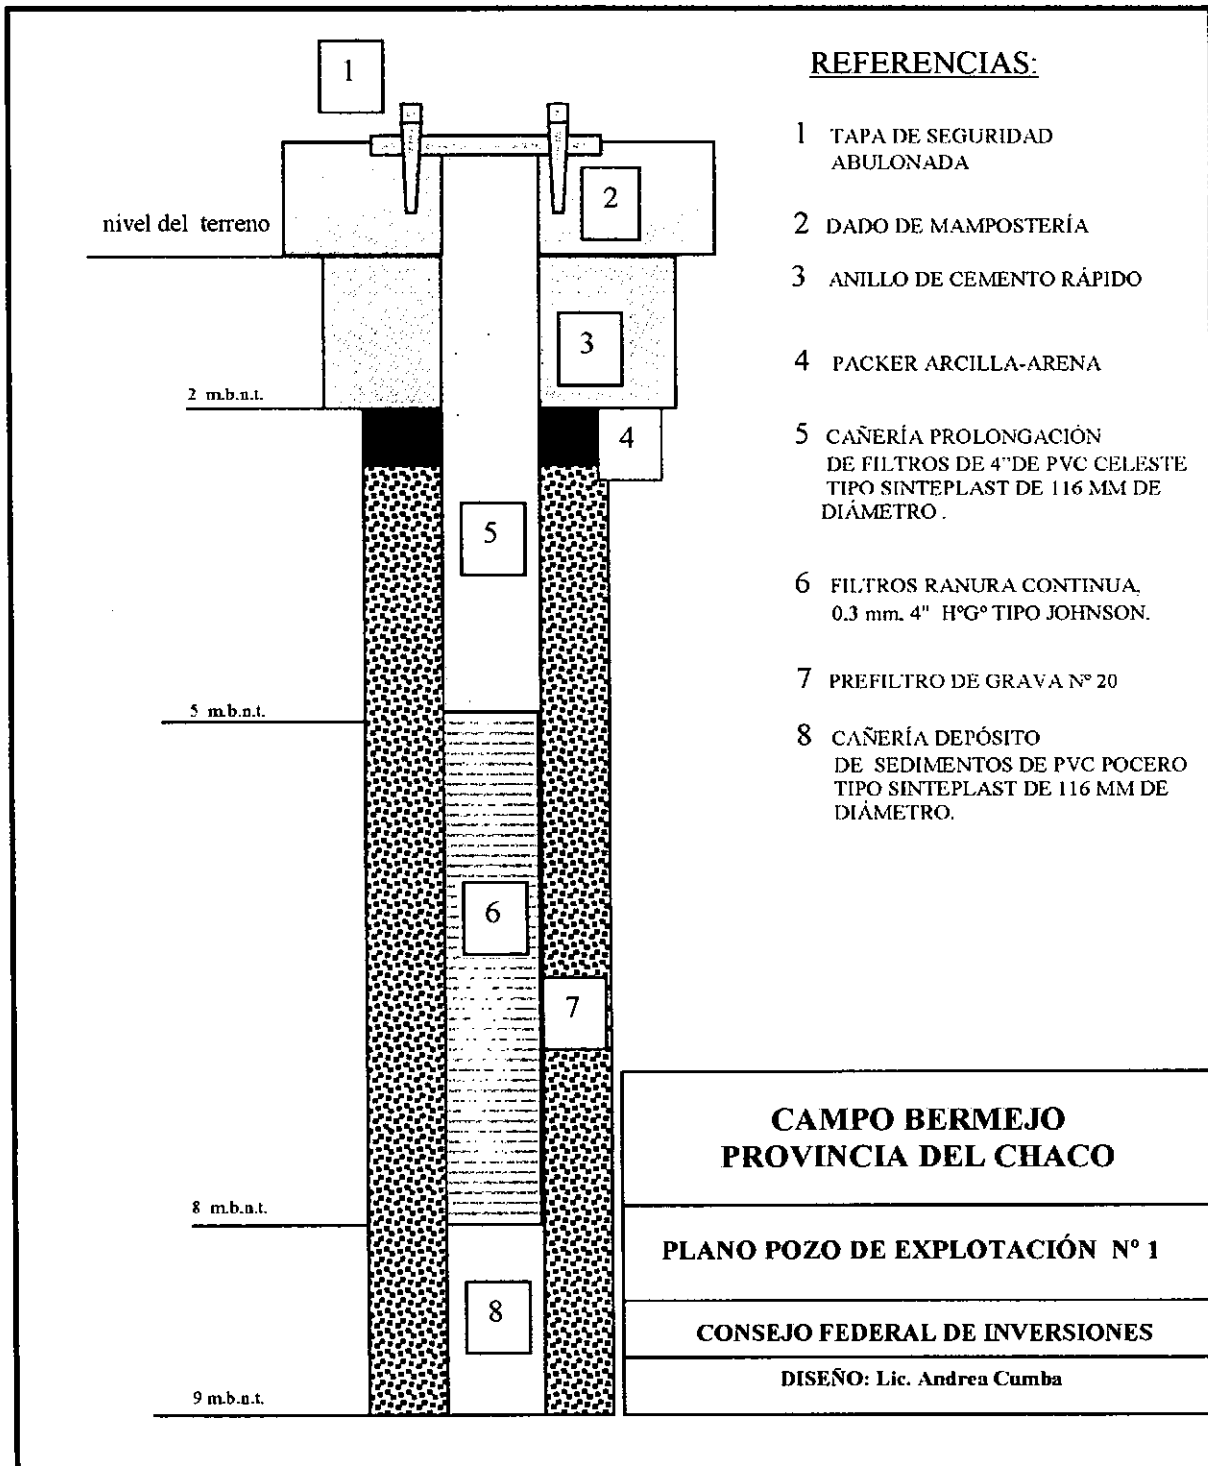 1
2
nivel del terreno
3
2 m.b.n.t.
4
5
5 m.b.n.t.
6
7
8 m.b.n.t.
8
9 m.b.n.t.
REFERENCIAS:
1 TAPA DE SEGURIDAD
ABULONADA
2 DADO DE MAMPOSTERÍA
3 ANILLO DE CEMENTO RÁPIDO
4 PACKER ARCILLA-ARENA
5 CAÑERÍA PROLONGACIÓN
DE FILTROS DE 4"DE PVC CELESTE
TIPO SINTEPLAST DE 116 MM DE
DIÁMETRO .
6 FILTROS RANURA CONTINUA,
0.3 mm. 4" HºGº TIPO JOHNSON.
7 PREFILTRO DE GRAVA Nº 20
8 CAÑERÍA DEPÓSITO
DE SEDIMENTOS DE PVC POCERO
TIPO SINTEPLAST DE 116 MM DE
DIÁMETRO.
CAMPO BERMEJO
PROVINCIA DEL CHACO
PLANO POZO DE EXPLOTACIÓN Nº 1
CONSEJO FEDERAL DE INVERSIONES
DISEÑO: Lic. Andrea Cumba